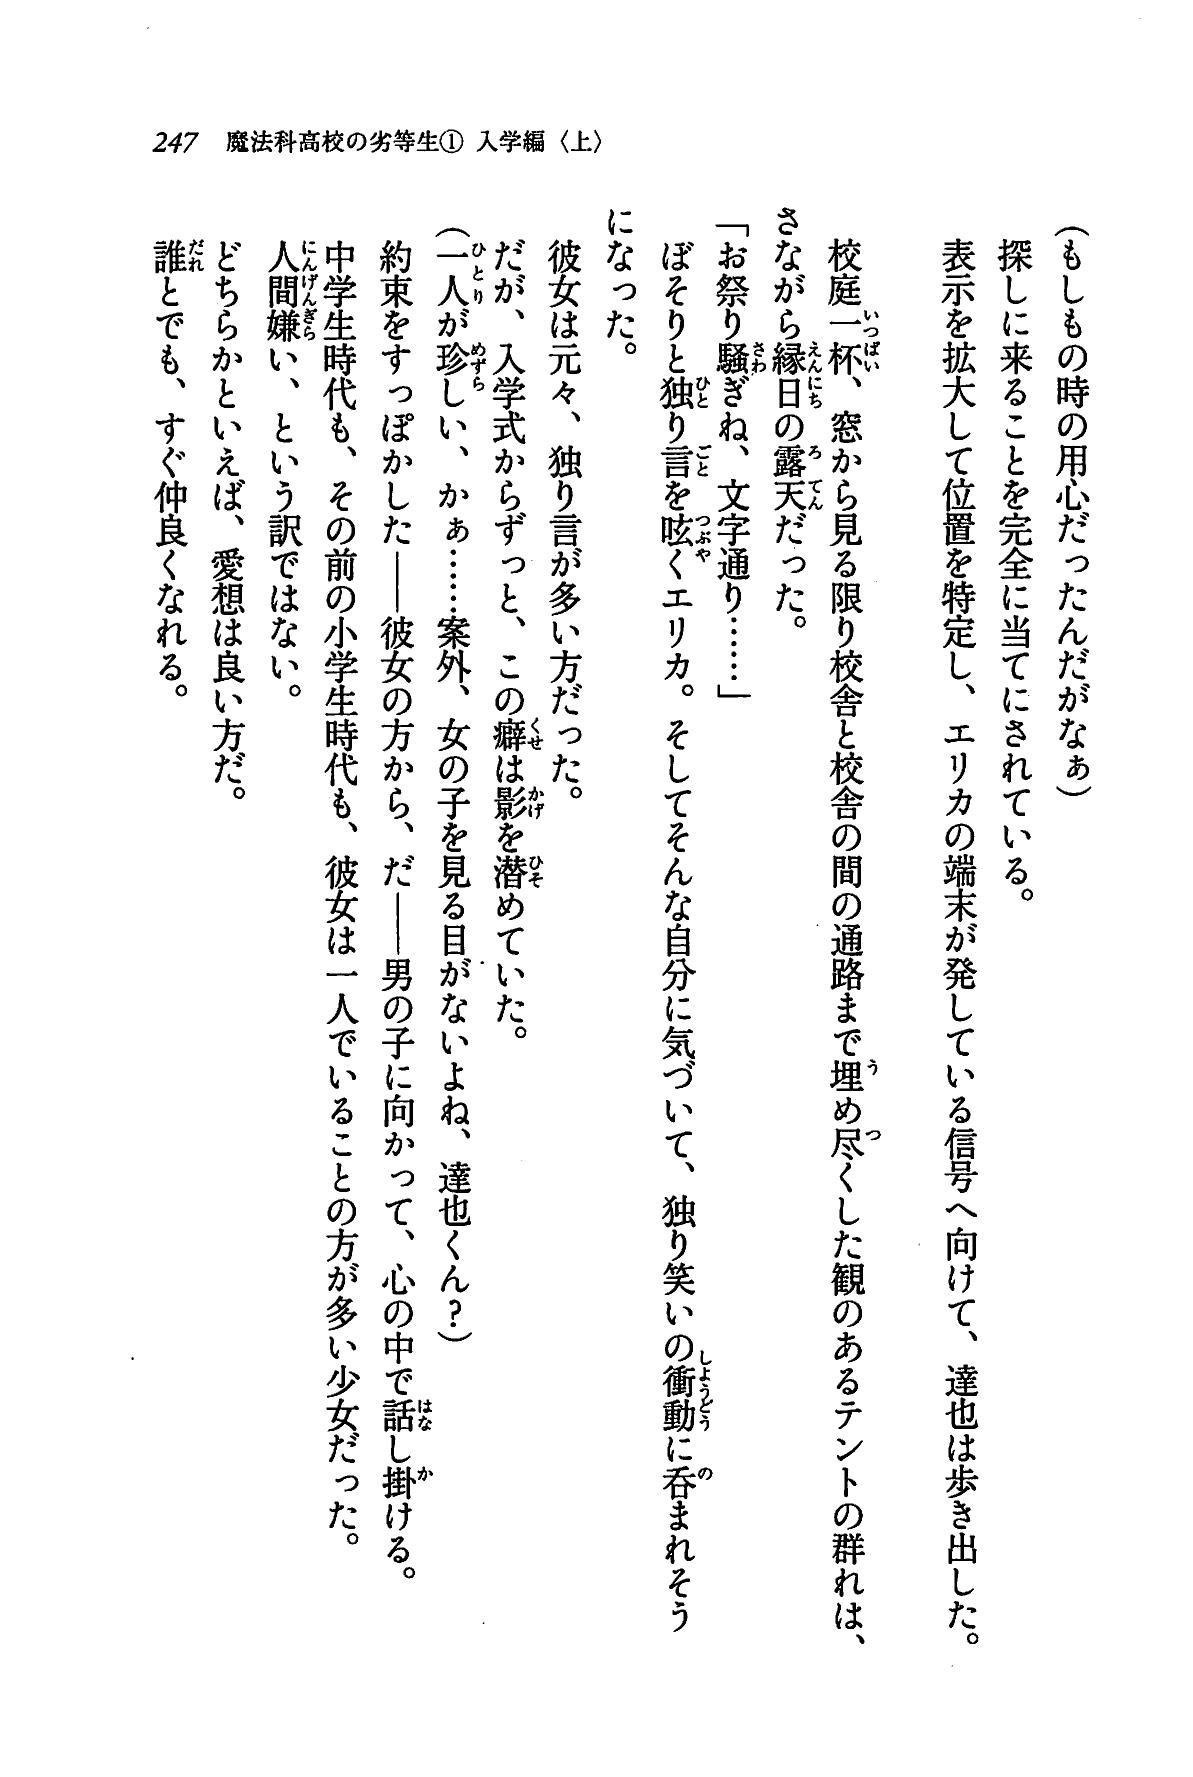 247 魔法科高校の劣等生① 入学編〈上〉
（もしもの時の用心だったんだがなぁ）
探しに来ることを完全に当てにされている。
表示を拡大して位置を特定し、エリカの端末が発している信号へ向けて、達也は歩き出した。
校庭一杯、窓から見る限り校舎と校舎の間の通路まで埋め尽くした観のあるテントの群れは、
さながら縁日の露天だった。
「お祭り騒ぎね、文字通り……」
ぼそりと独り言を呟くエリカ。そしてそんな自分に気づいて、独り笑いの衝動に呑まれそう
になった。
彼女は元々、独り言が多い方だった。
だが、入学式からずっと、この癖は影を潜めていた。
（一人が珍しい、かぁ……案外、女の子を見る目がないよね、達也くん？）
約束をすっぽかした――彼女の方から、だ――男の子に向かって、心の中で話し掛ける。
中学生時代も、その前の小学生時代も、彼女は一人でいることの方が多い少女だった。
人間嫌い、という訳ではない。
どちらかといえば、愛想は良い方だ。
誰とでも、すぐ仲良くなれる。